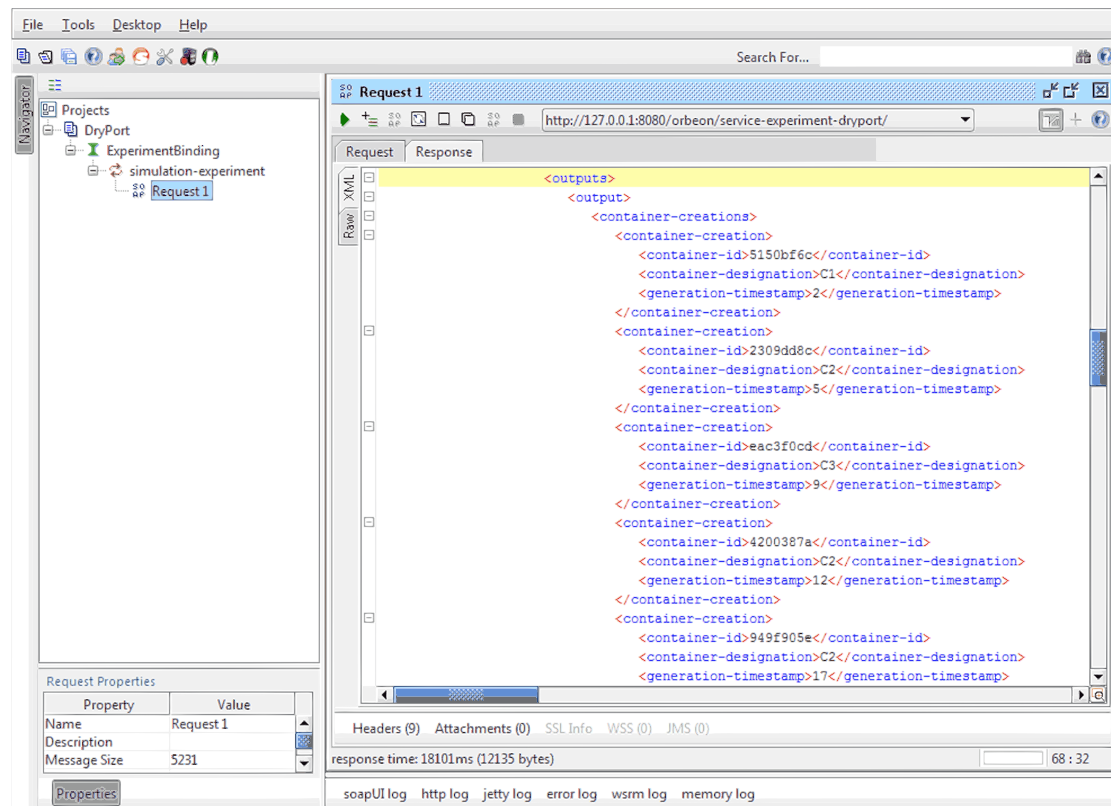 File Tools Desktop Help
Search For...
Navigator
Projects
DryPort
ExperimentBinding
simulation-experiment
SO AP Request 1
SO AP Request 1
http://127.0.0.1:8080/orbeon/service-experiment-dryport/
Request Response
XML
Raw
<outputs>
<output>
<container-creations>
<container-creation>
<container-id>5150bf6c</container-id>
<container-designation>C1</container-designation>
<generation-timestamp>2</generation-timestamp>
</container-creation>
<container-creation>
<container-id>2309dd8c</container-id>
<container-designation>C2</container-designation>
<generation-timestamp>5</generation-timestamp>
</container-creation>
<container-creation>
<container-id>eac3f0cd</container-id>
<container-designation>C3</container-designation>
<generation-timestamp>9</generation-timestamp>
</container-creation>
<container-creation>
<container-id>4200387a</container-id>
<container-designation>C2</container-designation>
<generation-timestamp>12</generation-timestamp>
</container-creation>
<container-creation>
<container-id>949f905e</container-id>
<container-designation>C2</container-designation>
<generation-timestamp>17</generation-timestamp>
Request Properties
Property Value
Name Request 1
Description
Message Size 5231
Properties
Headers (9) Attachments (0) SSL Info WSS (0) JMS (0)
response time: 18101ms (12135 bytes) 68 : 32
soapUI log http log jetty log error log wsrm log memory log